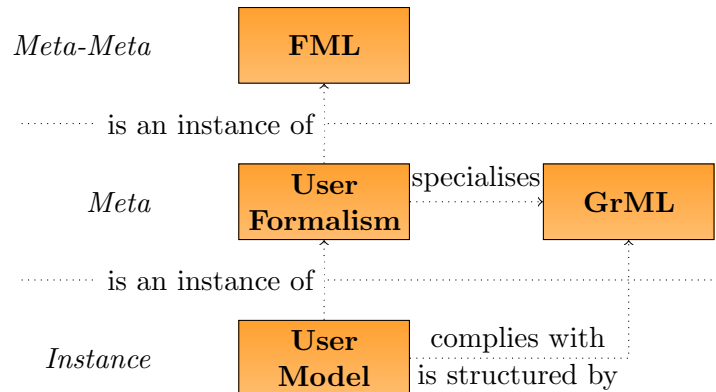 Meta-Meta
FML
is an instance of
Meta
User
Formalism
specialises
GrML
is an instance of
Instance
User
Model
complies with
is structured by